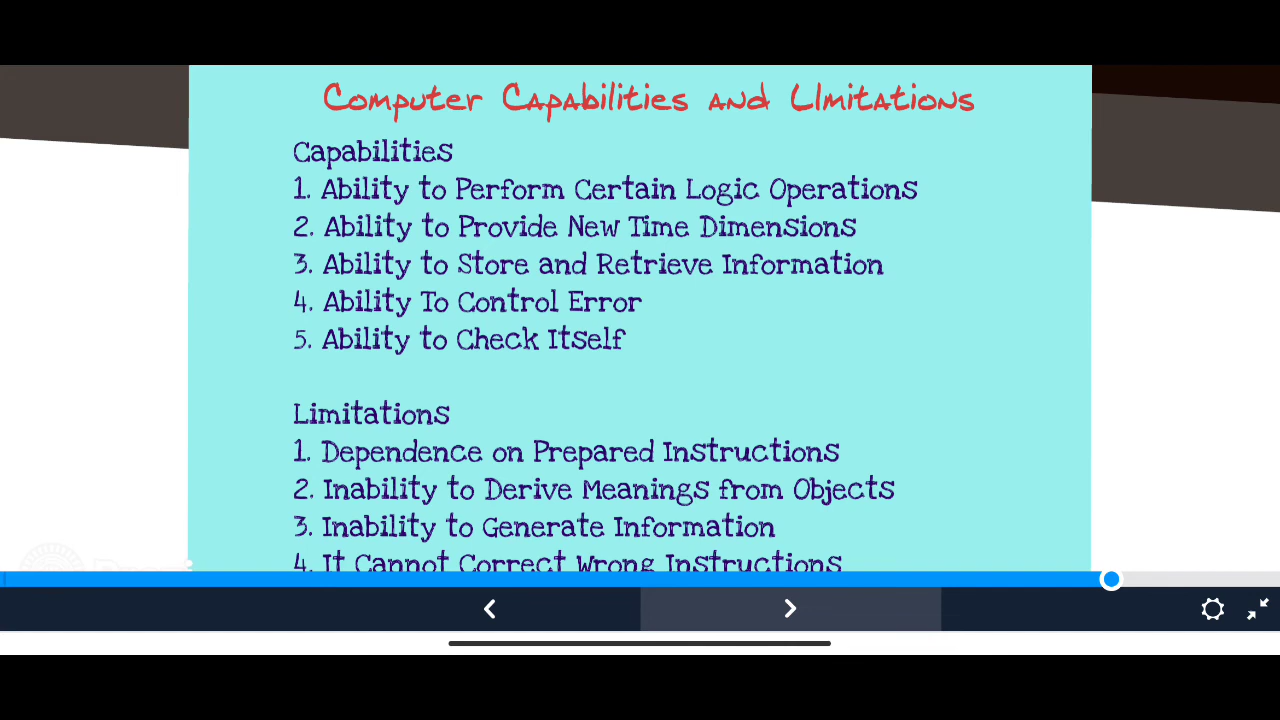 Computer Capabilities and LImitations
Capabilities
1. Ability to Perform Certain Logic Operations
2. Ability to Provide New Time Dimensions
3. Ability to Store and Retrieve Information
4. Ability To Control Error
5. Ability to Check Itself
Limitations
1. Dependence on Prepared Instructions
2. Inability to Derive Meanings from Objects
3. Inability to Generate Information
4. It Cannot Correct Wrong Instructions